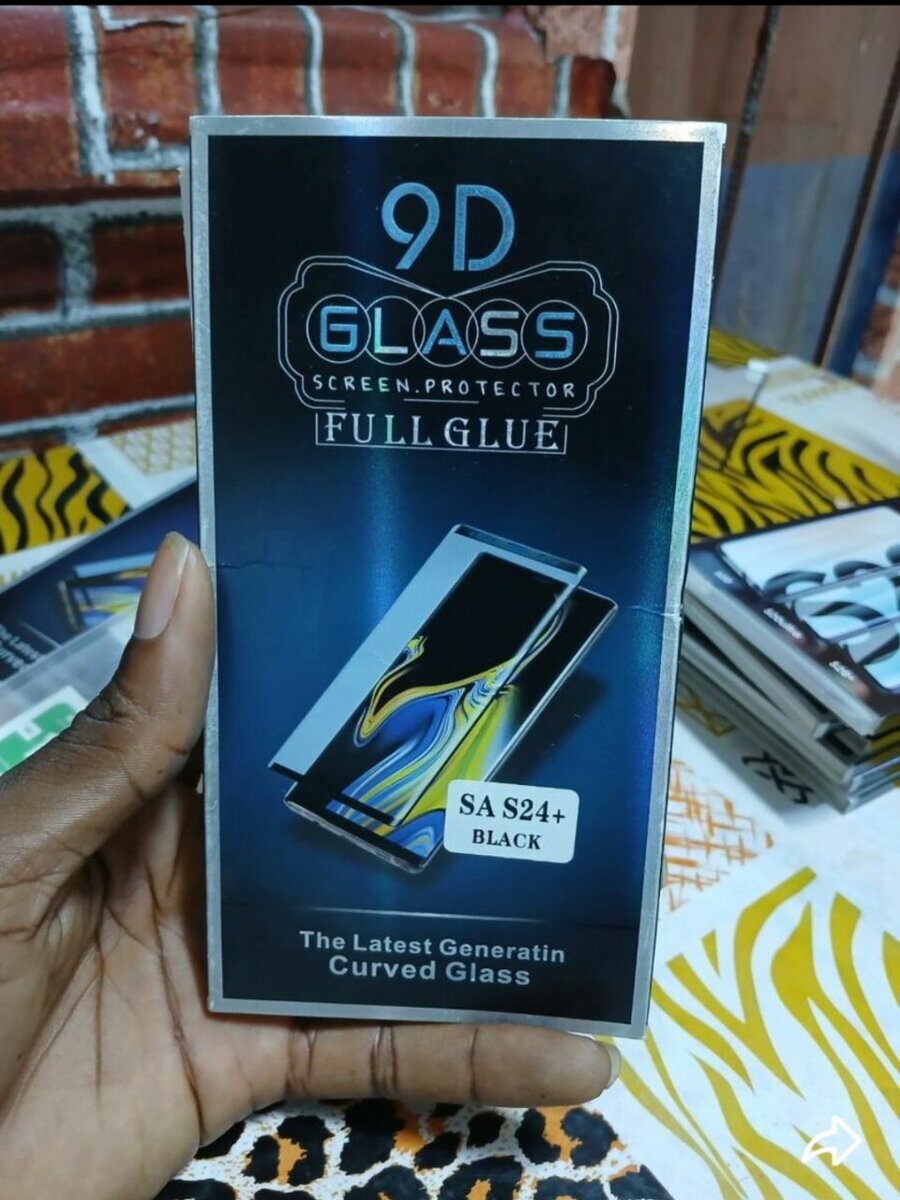 9D
GLASS
SCREEN.PROTECTOR
FULL GLUE
SA S24+
BLACK
The Latest Generatin
Curved Glass